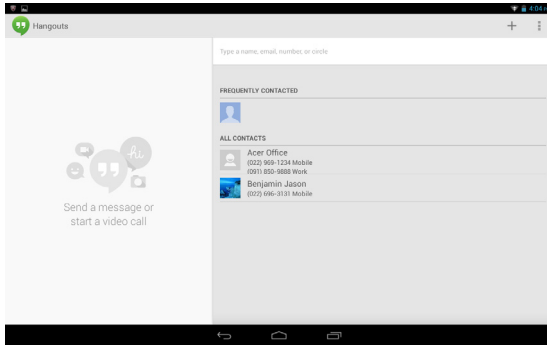 4:04
Hangouts
Type a name, email, number, or circle
FREQUENTLY CONTACTED
ALL CONTACTS
Acer Office
(022) 969-1234 Mobile
(091) 850-9888 Work
Benjamin Jason
(022) 696-3131 Mobile
hi
Send a message or
start a video call